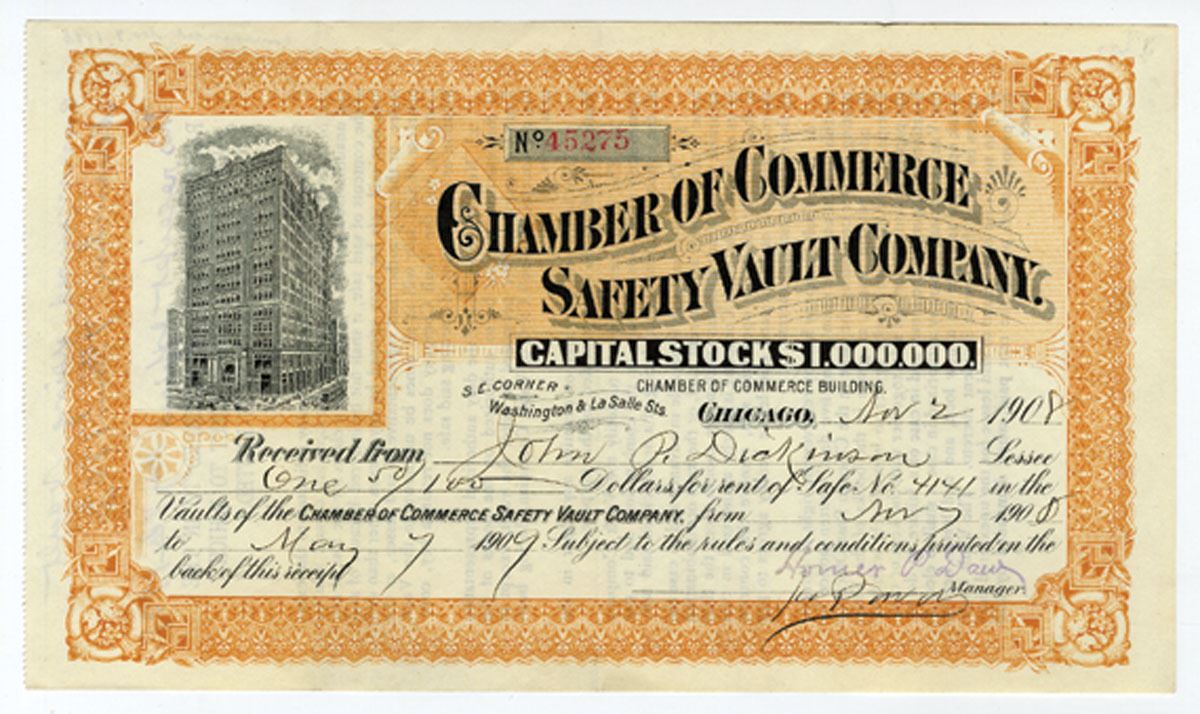 No 45275
CHAMBER OF COMMERCE
SAFETY VAULT COMPANY.
CAPITAL STOCK $1.000.000.
S.E. CORNER
Washington & La Salle Sts.
CHAMBER OF COMMERCE BUILDING.
CHICAGO, Nov 2 1908
Received from John P. Dickinson Lessee
One 50/100 Dollars, for rent of Safe No. 4141 in the
Vaults of the CHAMBER OF COMMERCE SAFETY VAULT COMPANY, from Nov 7 1908
to May 7 1909 Subject to the rules and conditions printed on the
back of this receipt
Homer P.
Manager.